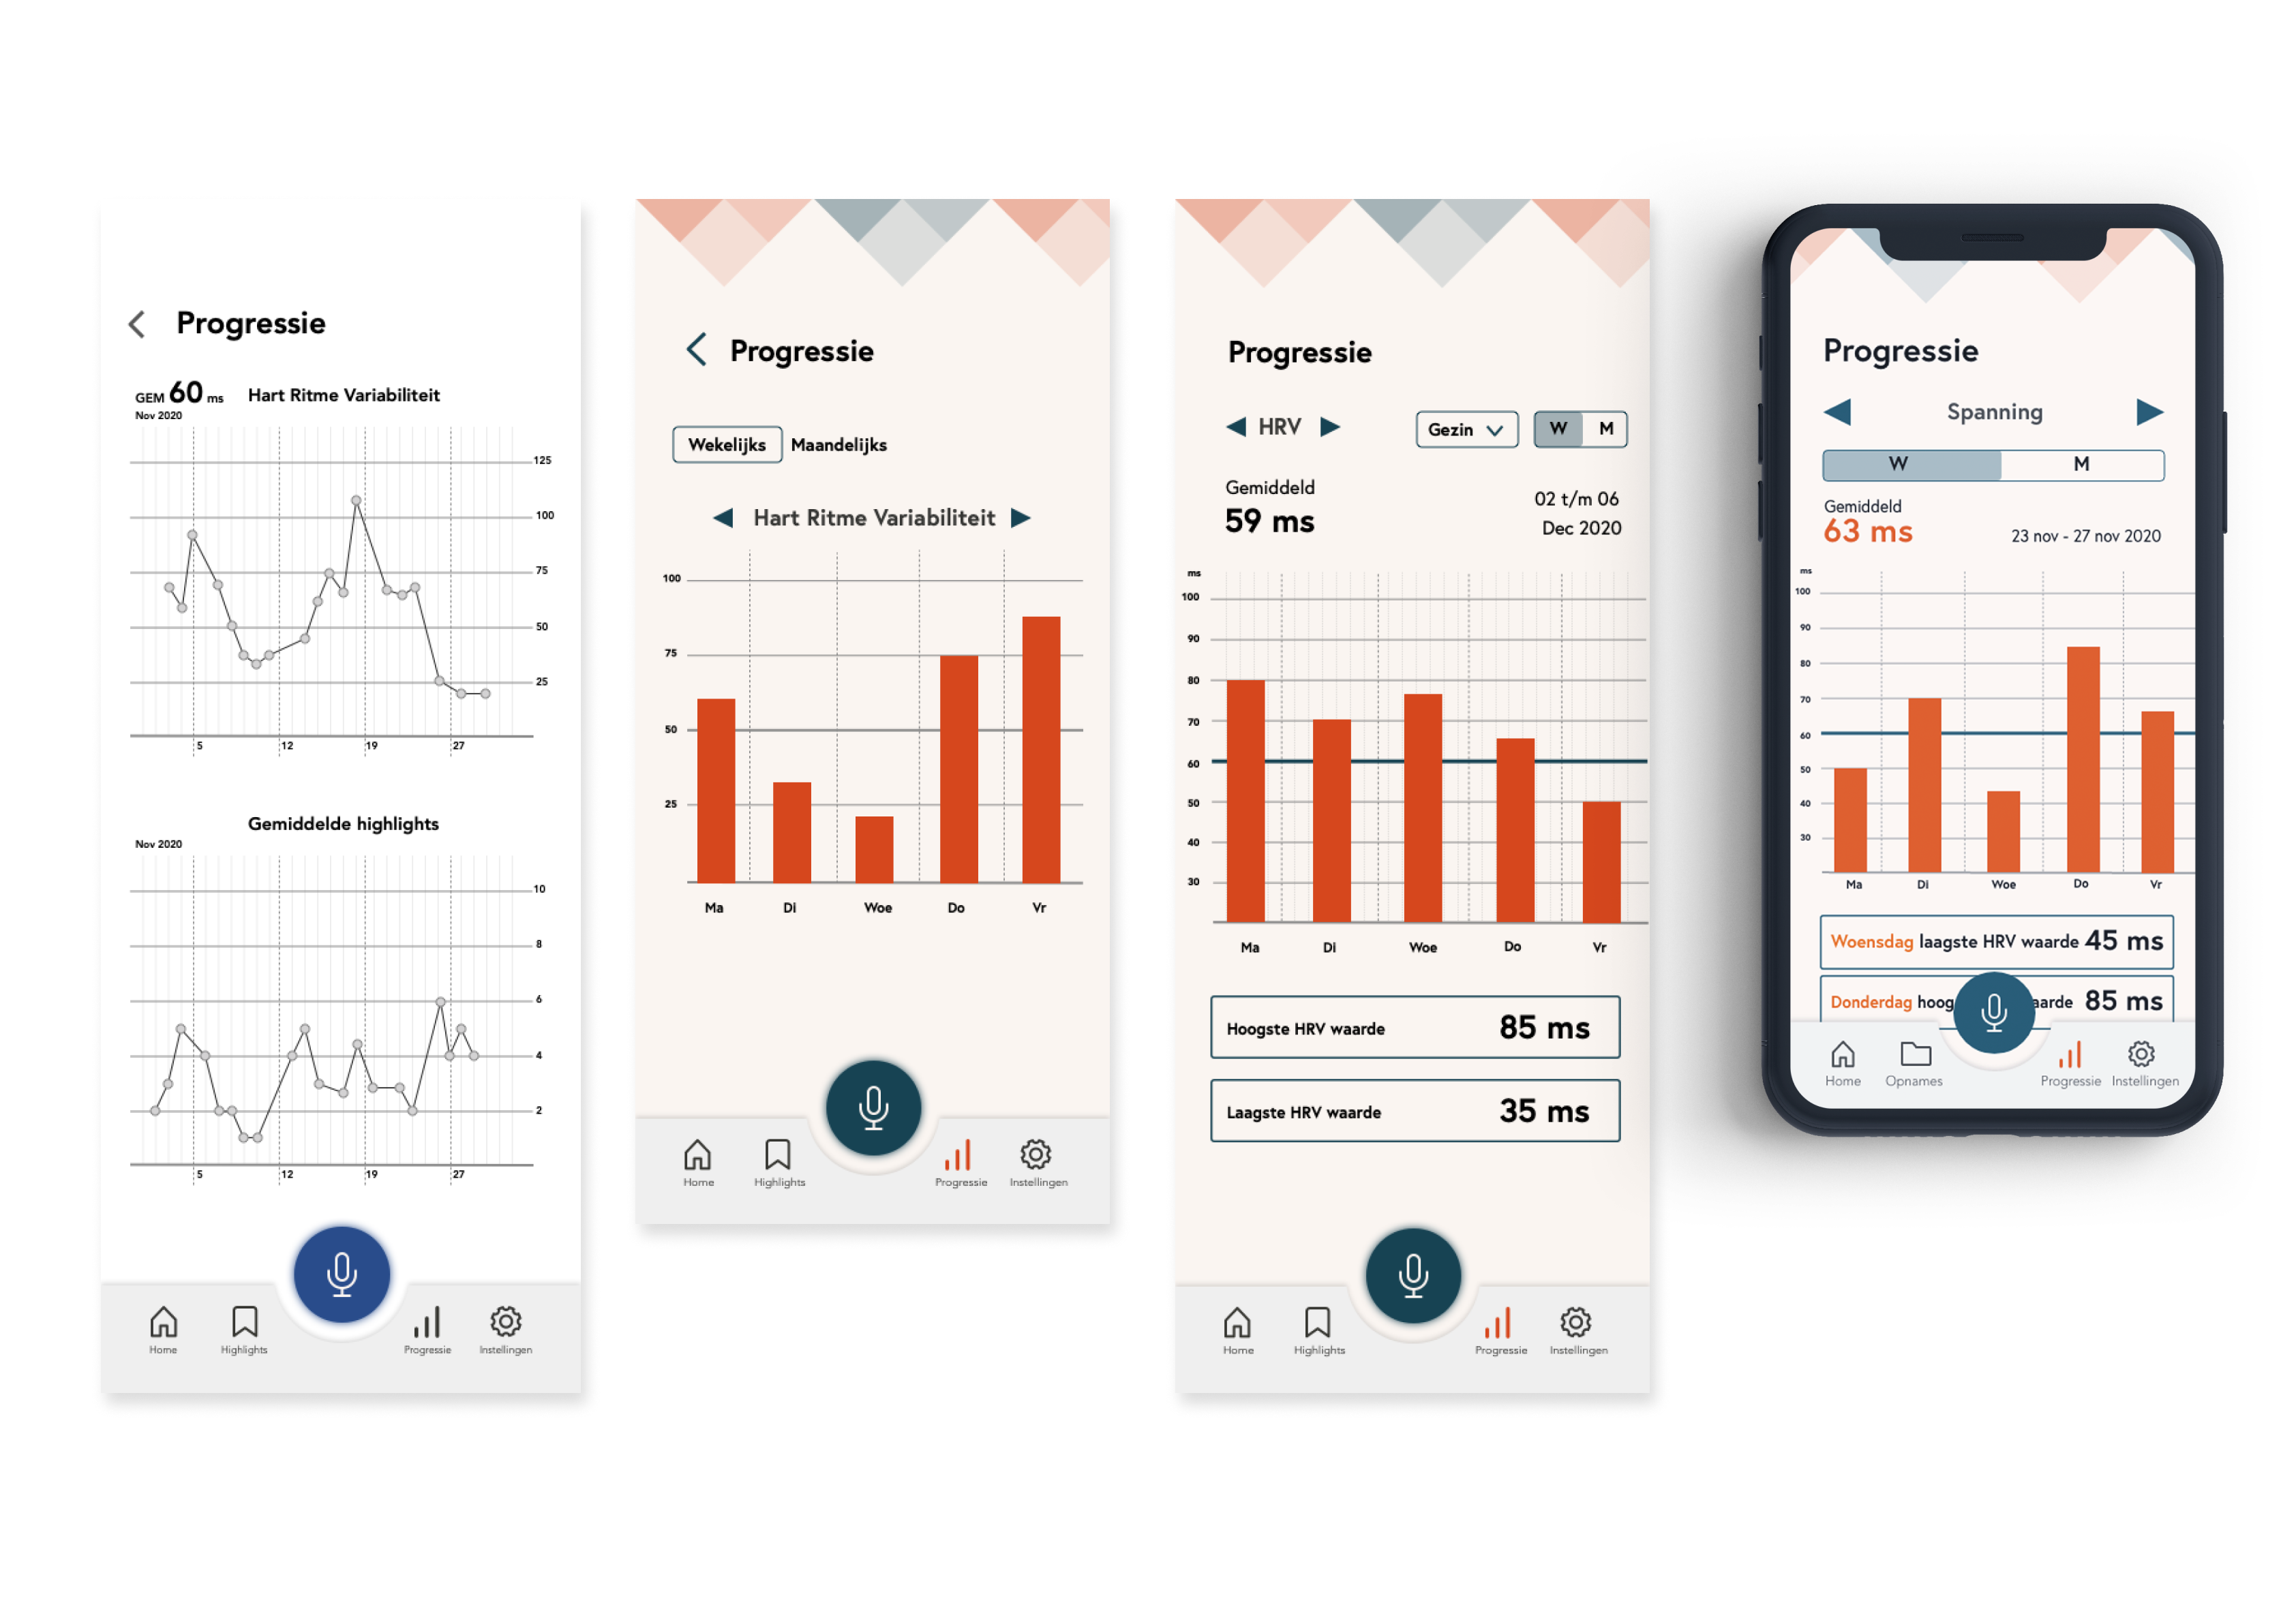 Progressie
GEM 60 ms Hart Ritme Variabiliteit
Nov 2020
125
100
75
50
25
5 12 19 27
Gemiddelde highlights
Nov 2020
10
8
6
4
2
5 12 19 27
Home Highlights Progressie Instellingen
Progressie
Wekelijks Maandelijks
Hart Ritme Variabiliteit
100
75
50
25
Ma Di Woe Do Vr
Home Highlights Progressie Instellingen
Progressie
HRV Gezin W M
Gemiddeld
59 ms
02 t/m 06
Dec 2020
ms
100
90
80
70
60
50
40
30
Ma Di Woe Do Vr
Hoogste HRV waarde 85 ms
Laagste HRV waarde 35 ms
Home Highlights Progressie Instellingen
Progressie
Spanning
W M
Gemiddeld
63 ms 23 nov - 27 nov 2020
ms
100
90
80
70
60
50
40
30
Ma Di Woe Do Vr
Woensdag laagste HRV waarde 45 ms
Donderdag hoog aarde 85 ms
Home Opnames Progressie Instellingen